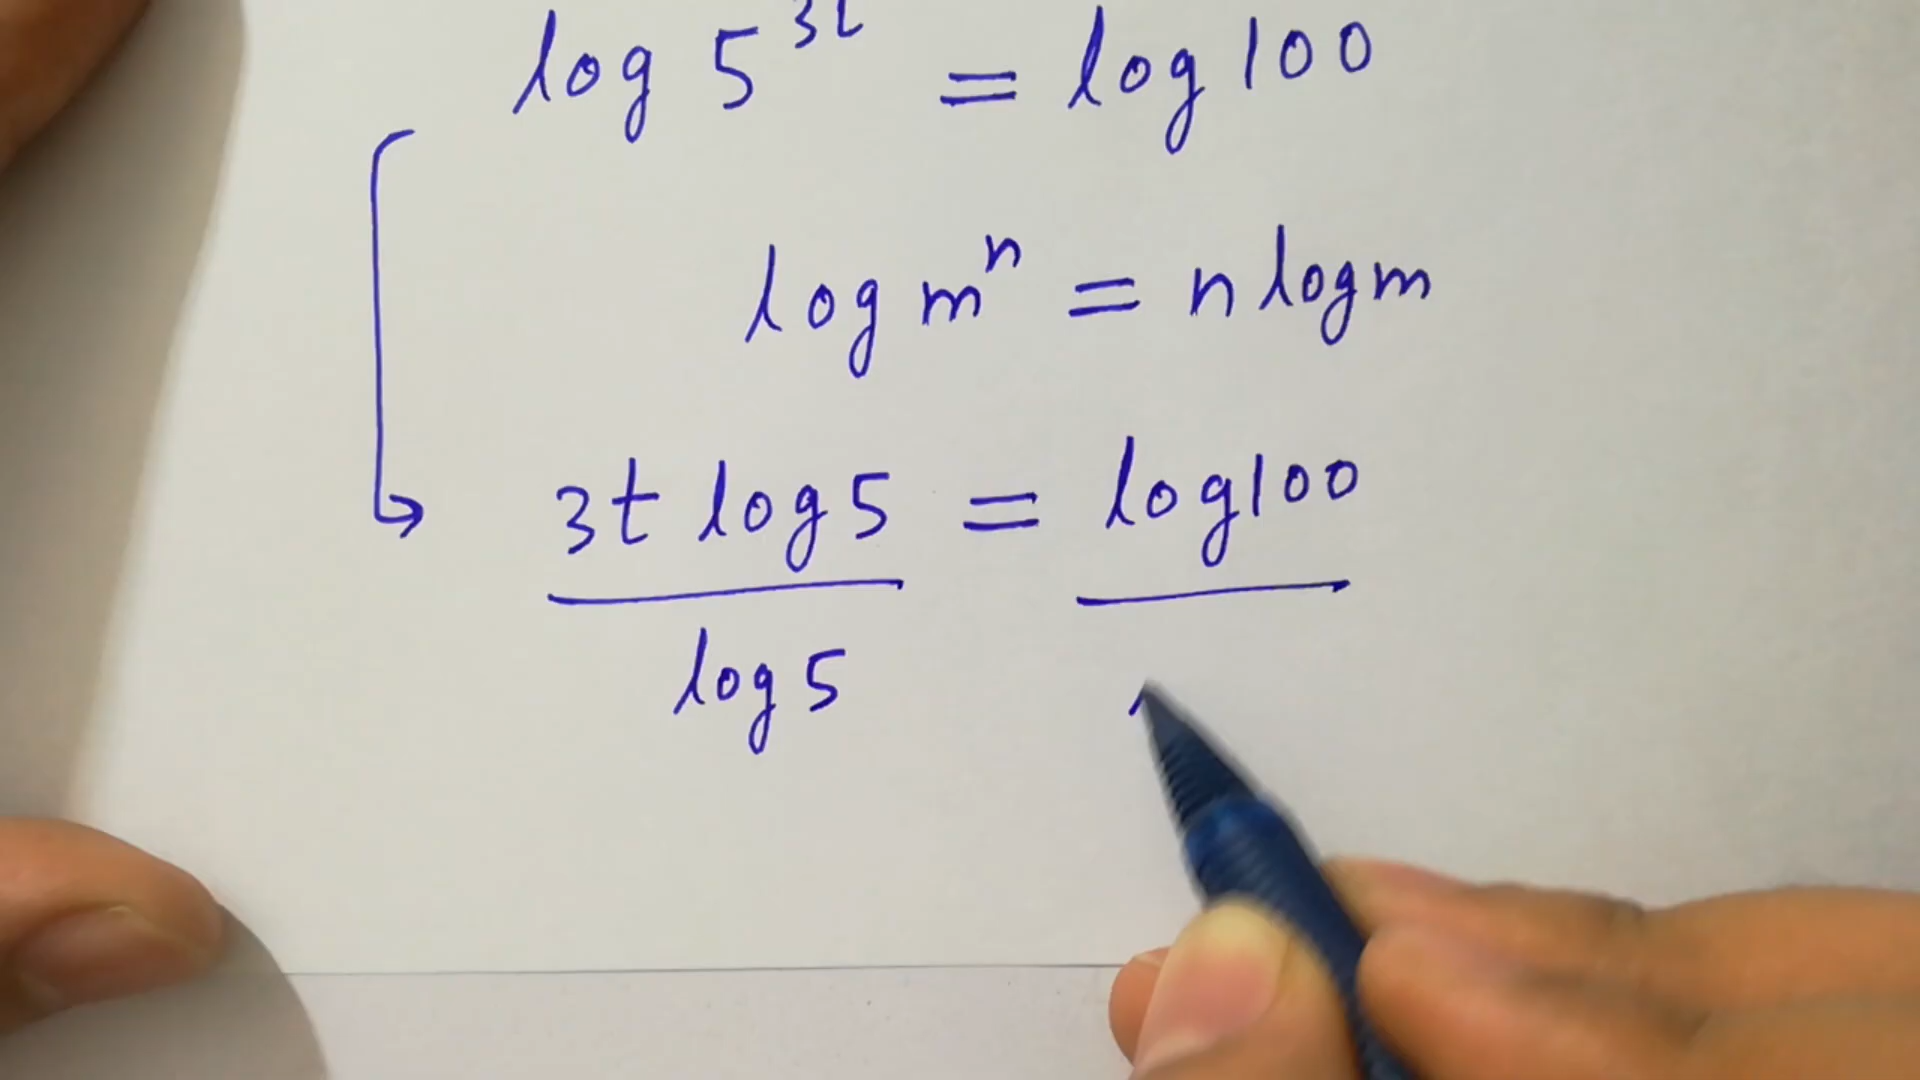 log 5^3t = log 100
log m^n = n log m
3t log 5 = log 100
log 5